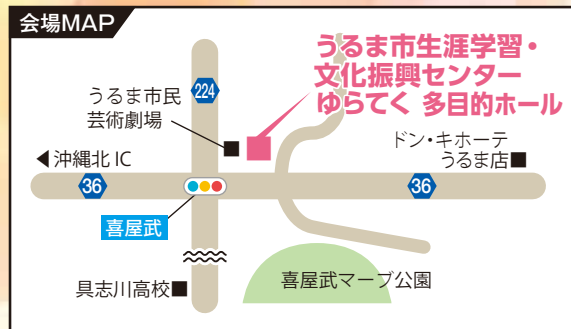 会場MAP
うるま市生涯学習・
文化振興センター
ゆらてく 多目的ホール
224
うるま市民
芸術劇場
ドン・キホーテ
うるま店
沖縄北 IC
36
36
喜屋武
喜屋武マーブ公園
具志川高校